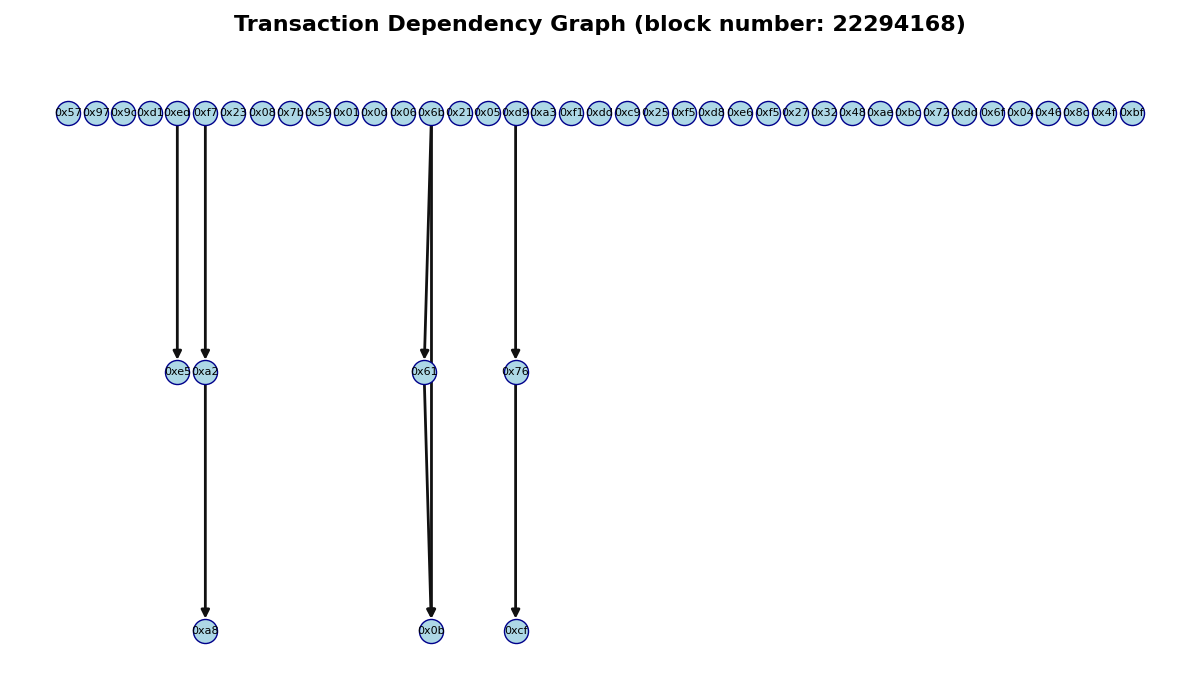 Transaction Dependency Graph (block number: 22294168)
0x57 0x97 0x9c 0xd1 0xed 0xf7 0x23 0x08 0x7b 0x59 0x01 0x0d 0x06 0x6b 0x21 0x05 0xd9 0xa3 0xf1 0xdc 0xc9 0x25 0xf5 0xd8 0xe6 0xf5 0x27 0x32 0x48 0xae 0xbc 0x72 0xdd 0x6f 0x04 0x46 0x8c 0x4f 0xbf
0xe5 0xa2 0x61 0x76
0xa8 0x0b 0xcf